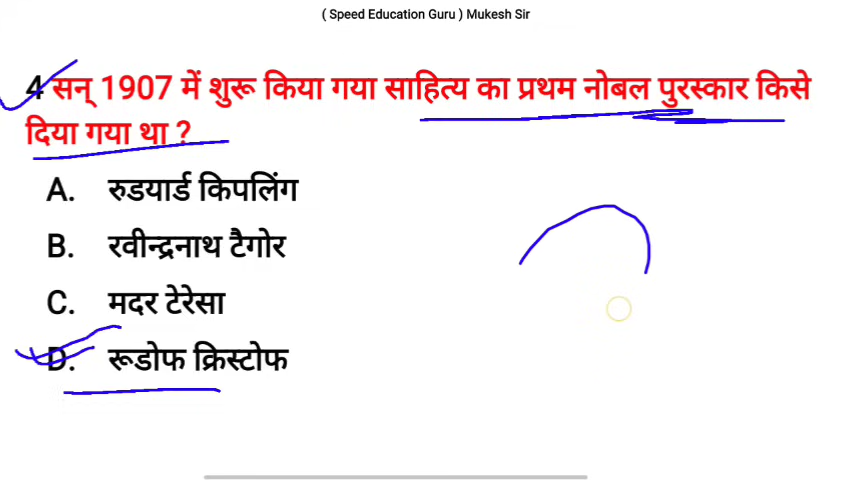 ( Speed Education Guru ) Mukesh Sir
4 सन् 1907 में शुरू किया गया साहित्य का प्रथम नोबल पुरस्कार किसे
दिया गया था ?
A. रुडयार्ड किपलिंग
B. रवीन्द्रनाथ टैगोर
C. मदर टेरेसा
D. रूडोफ क्रिस्टोफ